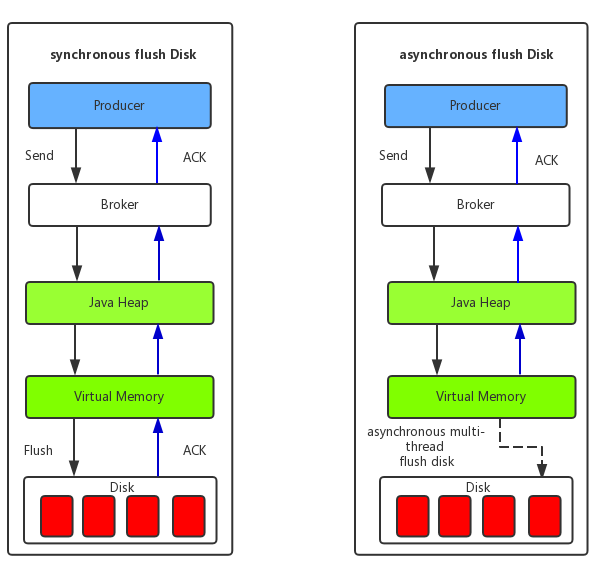 synchronous flush Disk
Producer
Send
ACK
Broker
Java Heap
Virtual Memory
Flush
ACK
Disk
asynchronous flush Disk
Producer
Send
ACK
Broker
Java Heap
Virtual Memory
asynchronous multi-
thread
flush disk
Disk